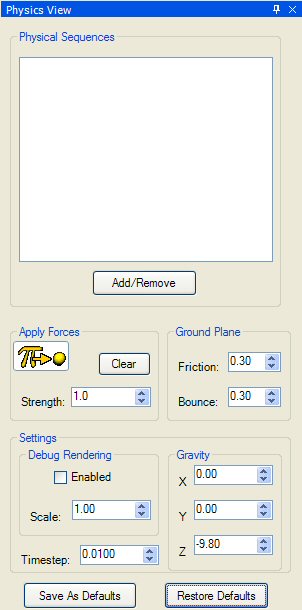 Physics View
Physical Sequences
Add/Remove
Apply Forces
Clear
Strength: 1.0
Ground Plane
Friction: 0.30
Bounce: 0.30
Settings
Debug Rendering
Enabled
Scale: 1.00
Timestep: 0.0100
Gravity
X 0.00
Y 0.00
Z -9.80
Save As Defaults
Restore Defaults